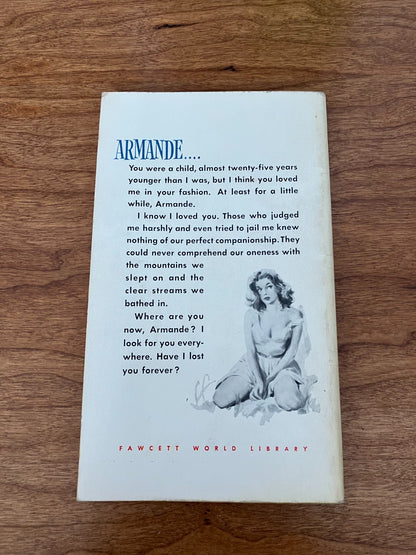 ARMANDE....
You were a child, almost twenty-five years
younger than I was, but I think you loved
me in your fashion. At least for a little
while, Armande.
I know I loved you. Those who judged
me harshly and even tried to jail me knew
nothing of our perfect companionship. They
could never comprehend our oneness with
the mountains we
slept on and the
clear streams we
bathed in.
Where are you
now, Armande? I
look for you every-
where. Have I lost
you forever?
FAWCETT WORLD LIBRARY